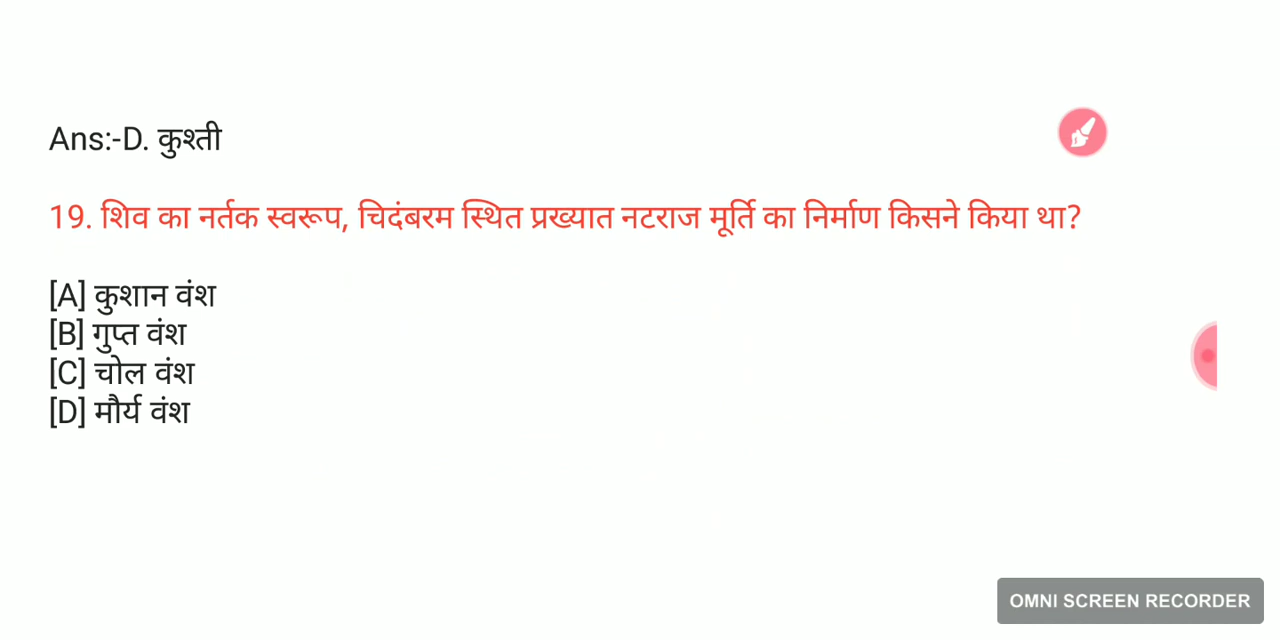 Ans:-D. कुश्ती
19. शिव का नर्तक स्वरूप, चिदंबरम स्थित प्रख्यात नटराज मूर्ति का निर्माण किसने किया था?
[A] कुशान वंश
[B] गुप्त वंश
[C] चोल वंश
[D] मौर्य वंश
OMNI SCREEN RECORDER